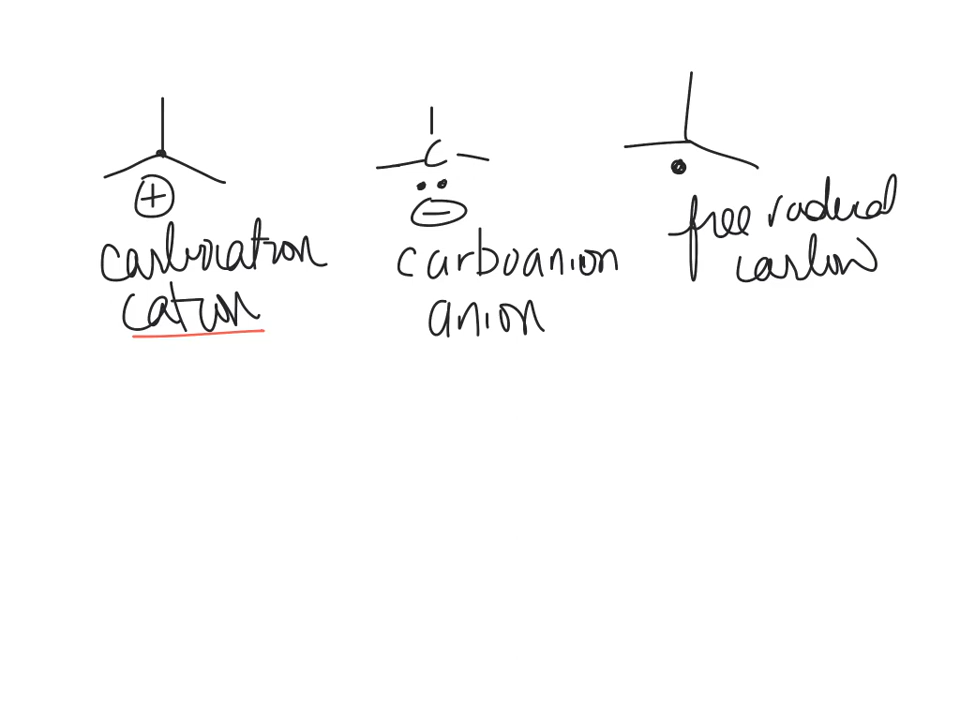 C
+
−
carbocation
cation
carboanion
anion
free radical
carbon